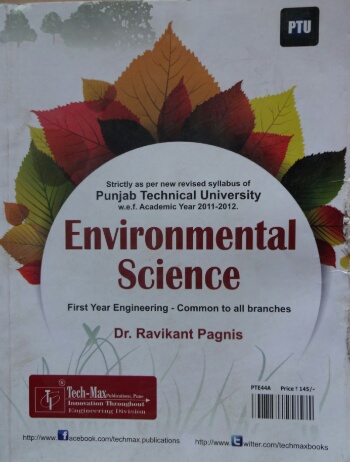 PTU
Strictly as per new revised syllabus of
Punjab Technical University
w.e.f. Academic Year 2011-2012.
Environmental
Science
First Year Engineering - Common to all branches
Dr. Ravikant Pagnis
Tech-Max Publications, Pune
Innovation Throughout
Engineering Division
PTE44A Price ₹ 145/-
http://www.facebook.com/techmax.publications
http://www.twitter.com/techmaxbooks